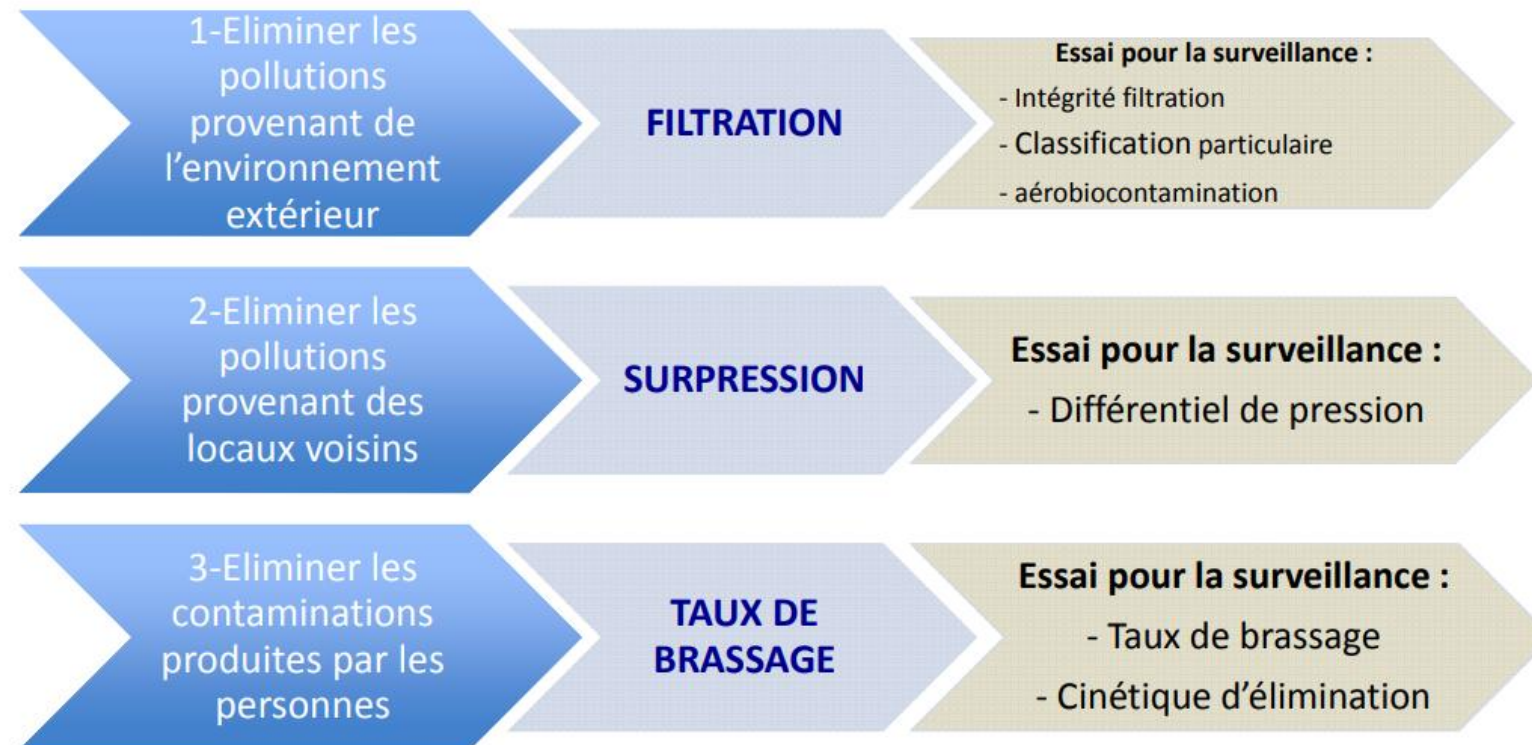 1-Eliminer les
pollutions
provenant de
l’environnement
extérieur
FILTRATION
Essai pour la surveillance :
- Intégrité filtration
- Classification particulaire
- aérobiocontamination
2-Eliminer les
pollutions
provenant des
locaux voisins
SURPRESSION
Essai pour la surveillance :
- Différentiel de pression
3-Eliminer les
contaminations
produites par les
personnes
TAUX DE
BRASSAGE
Essai pour la surveillance :
- Taux de brassage
- Cinétique d’élimination